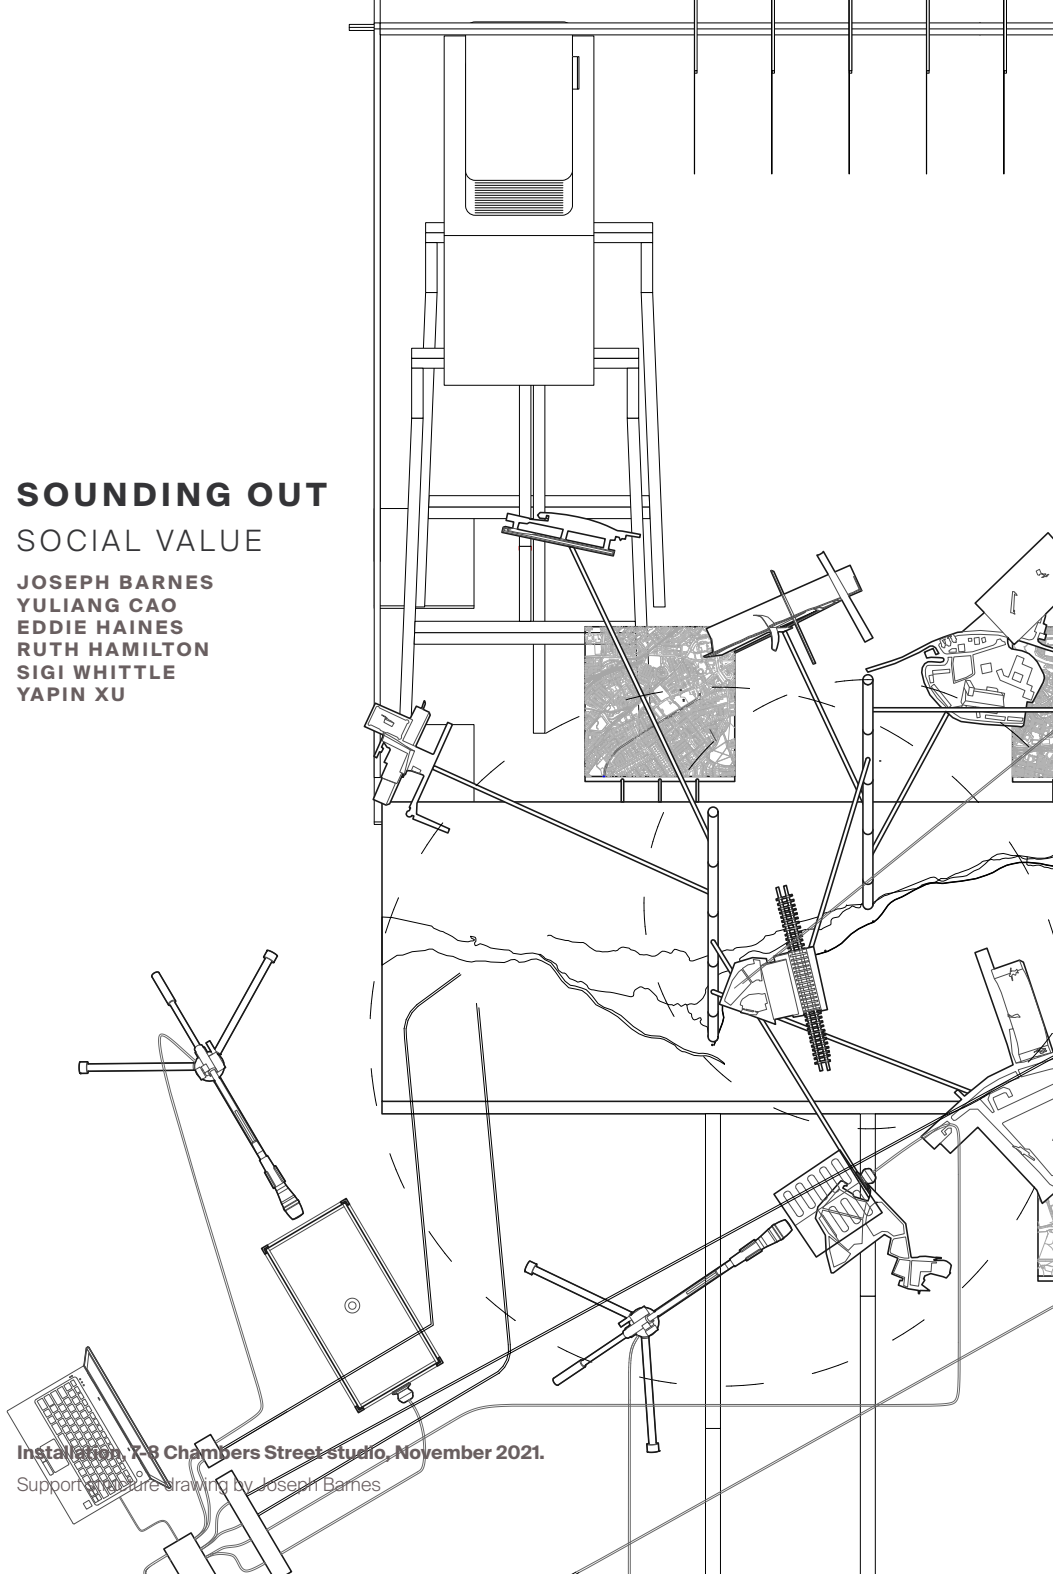 SOUNDING OUT
SOCIAL VALUE
JOSEPH BARNES
YULIANG CAO
EDDIE HAINES
RUTH HAMILTON
SIGI WHITTLE
YAPIN XU
Installation, 7-8 Chambers Street studio, November 2021.
Support structure drawing by Joseph Barnes